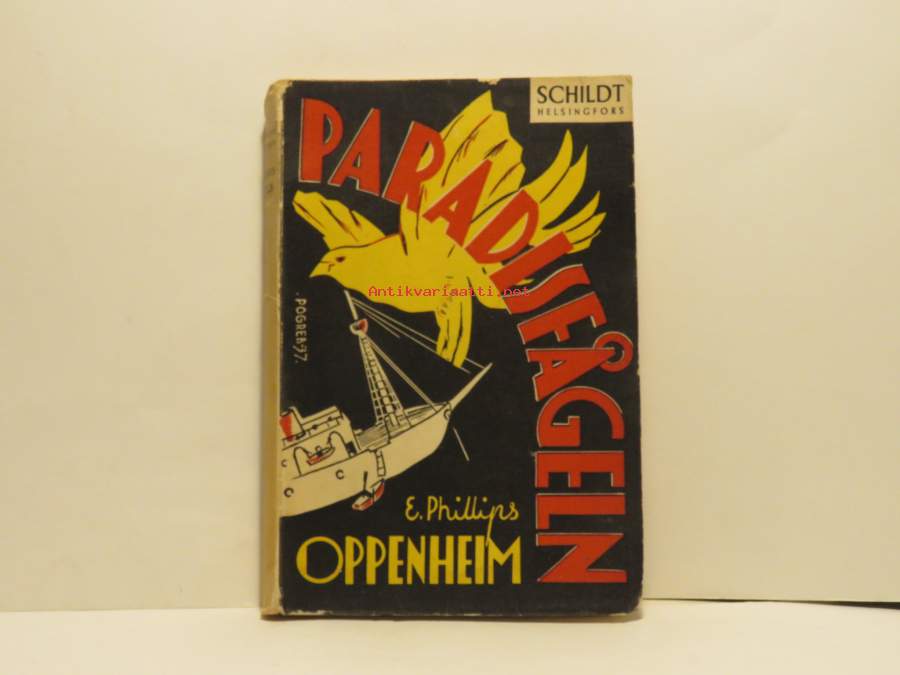 SCHILDT
HELSINGFORS
PARADISFÅGELN
Antikvariaatti.net
E. Phillips
OPPENHEIM